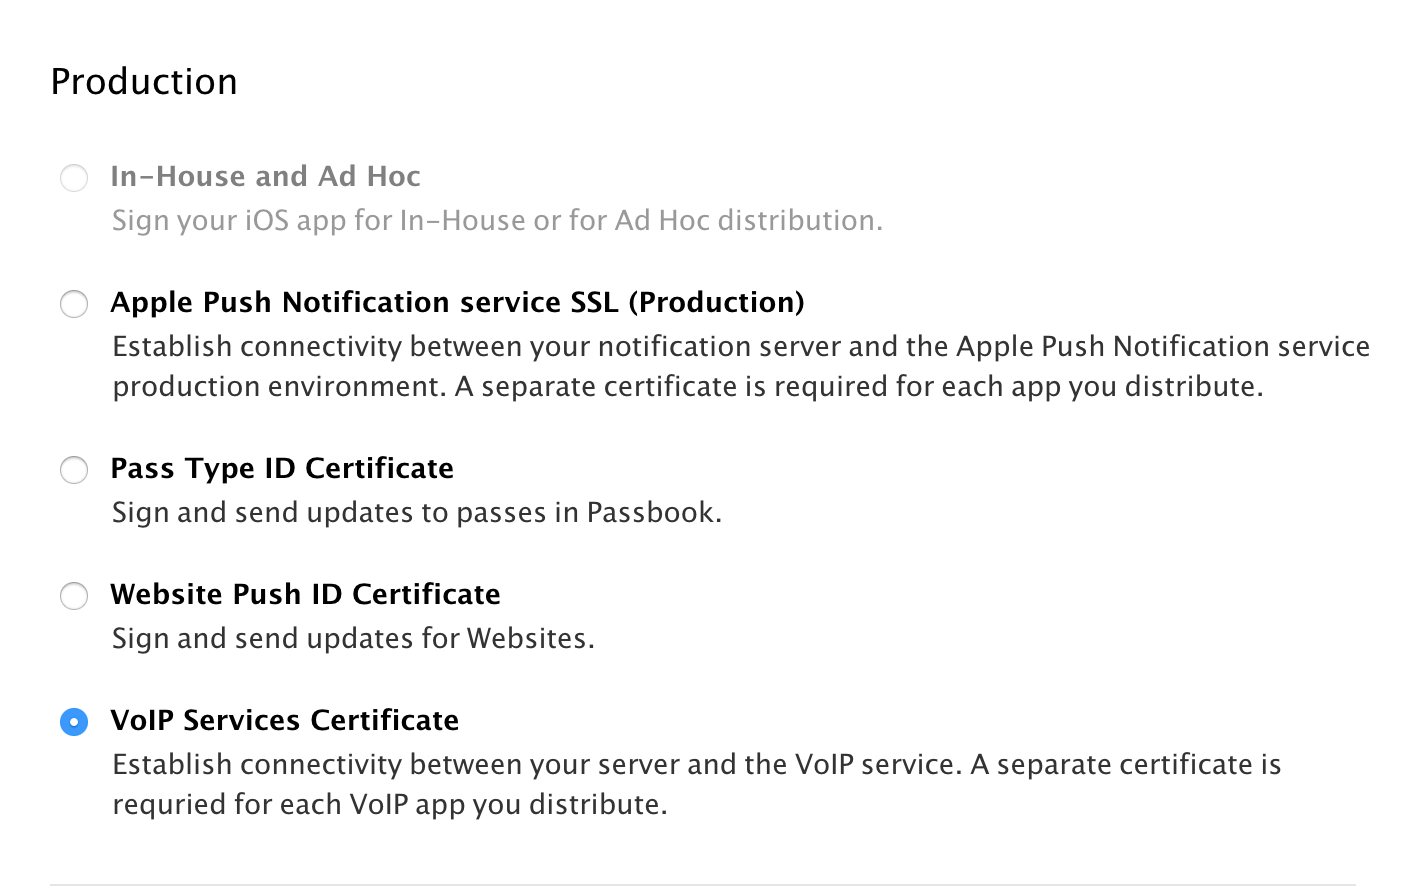 Production
In-House and Ad Hoc
Sign your iOS app for In-House or for Ad Hoc distribution.
Apple Push Notification service SSL (Production)
Establish connectivity between your notification server and the Apple Push Notification service
production environment. A separate certificate is required for each app you distribute.
Pass Type ID Certificate
Sign and send updates to passes in Passbook.
Website Push ID Certificate
Sign and send updates for Websites.
VoIP Services Certificate
Establish connectivity between your server and the VoIP service. A separate certificate is
requried for each VoIP app you distribute.